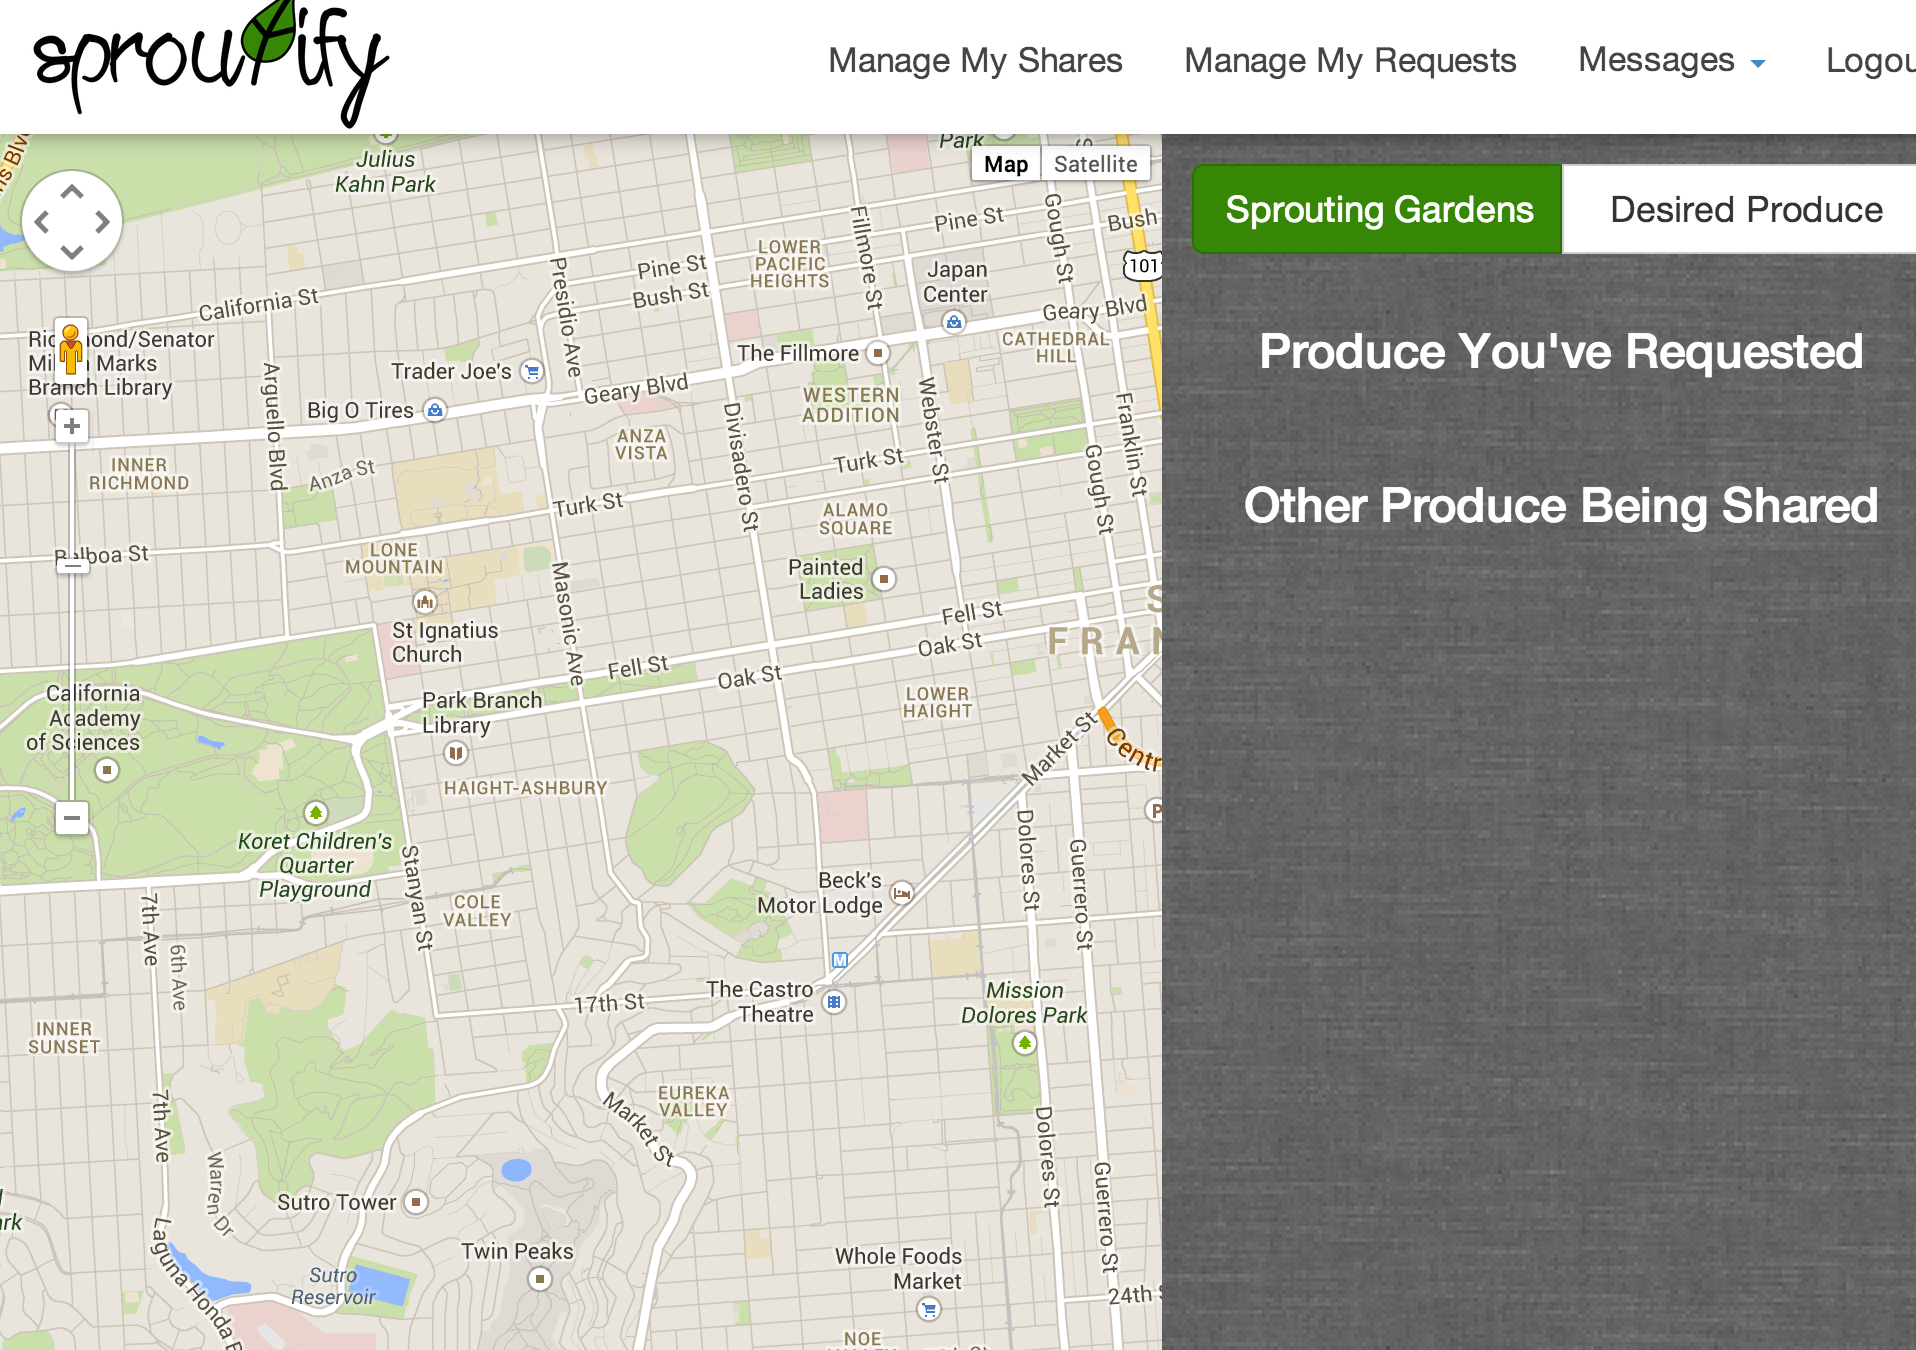 sproutify
Manage My Shares
Manage My Requests
Messages
Logou
Sprouting Gardens
Desired Produce
Produce You've Requested
Other Produce Being Shared
Map
Satellite
Julius
Kahn Park
Park
Pine St
Bush
Gough St
Fillmore St
LOWER
PACIFIC
HEIGHTS
Pine St
Bush St
Presidio Ave
Japan
Center
101
California St
Geary Blvd
CATHEDRAL
HILL
Marks
Branch Library
Arguello Blvd
Trader Joe's
The Fillmore
Geary Blvd
Big O Tires
WESTERN
ADDITION
Webster St
Franklin St
Divisadero St
ANZA
VISTA
INNER
RICHMOND
Anza St
Turk St
Gough St
Turk St
ALAMO
SQUARE
Balboa St
LONE
MOUNTAIN
Masonic Ave
Painted
Ladies
St Ignatius
Church
Fell St
Oak St
FRAN
Fell St
Oak St
California
Academy
of Sciences
Park Branch
Library
LOWER
HAIGHT
Market St
Centr
HAIGHT-ASHBURY
Koret Children's
Quarter
Playground
Stanyan St
Dolores St
Guerrero St
P
Beck's
Motor Lodge
COLE
VALLEY
7th Ave
6th Ave
M
The Castro
Theatre
17th St
Mission
Dolores Park
INNER
SUNSET
EUREKA
VALLEY
Market St
7th Ave
Warren Dr
Dolores St
Guerrero St
Sutro Tower
Twin Peaks
Laguna Honda B
Sutro
Reservoir
Whole Foods
Market
24th S
NOE